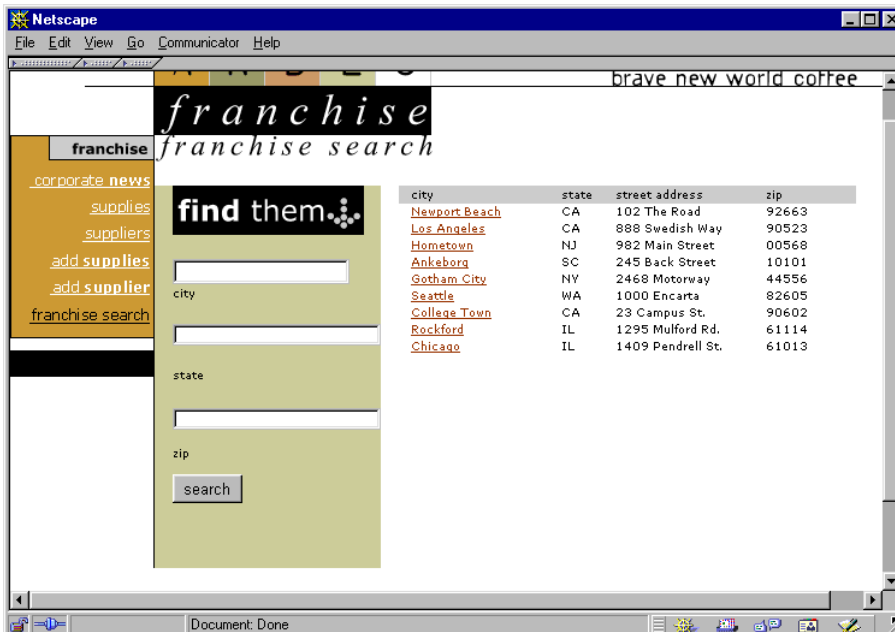 Netscape
File Edit View Go Communicator Help
brave new world coffee
franchise
franchise search
franchise
corporate news
supplies
suppliers
add supplies
add supplier
franchise search
find them
city
state
zip
search
city state street address zip
Newport Beach CA 102 The Road 92663
Los Angeles CA 888 Swedish Way 90523
Hometown NJ 982 Main Street 00568
Ankeborg SC 245 Back Street 10101
Gotham City NY 2468 Motorway 44556
Seattle WA 1000 Encarta 82605
College Town CA 23 Campus St. 90602
Rockford IL 1295 Mulford Rd. 61114
Chicago IL 1409 Pendrell St. 61013
Document: Done